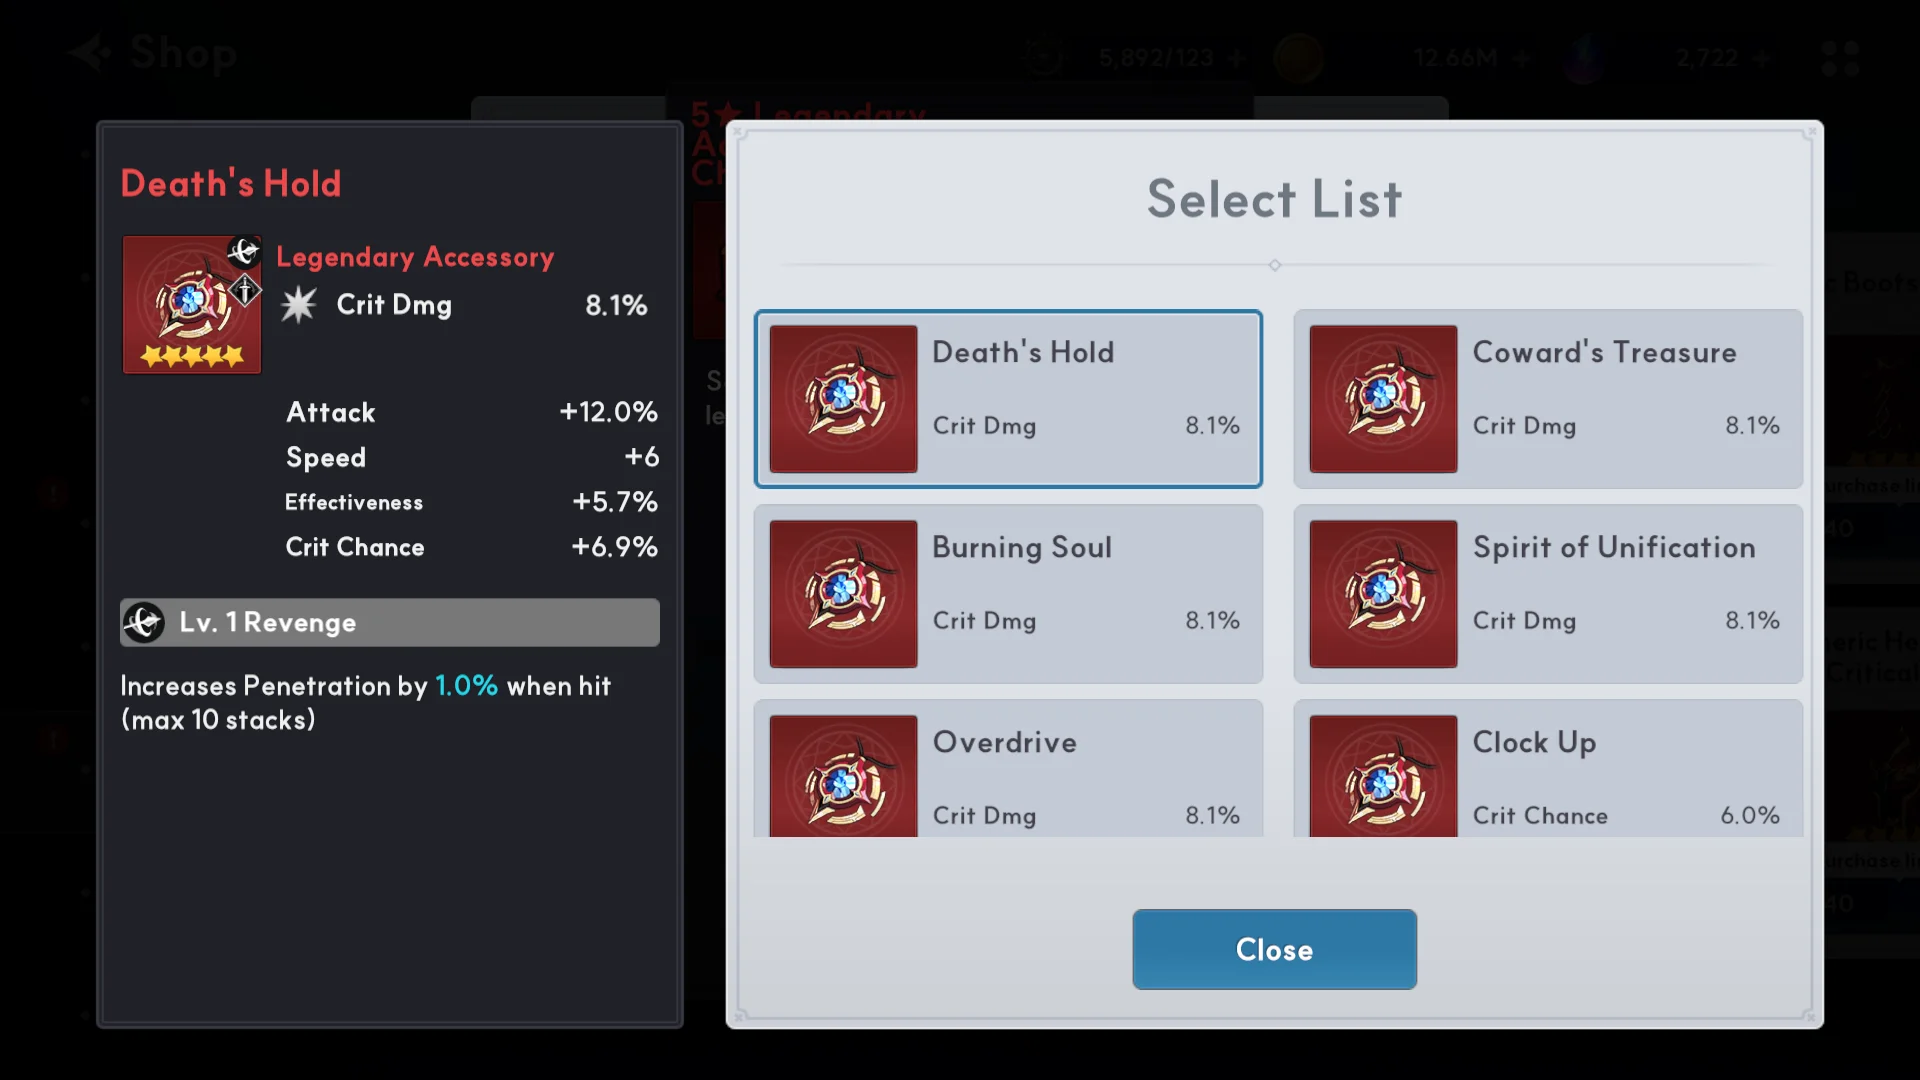 Shop
5,892/123
12.66M
2,722
5★ Legendary
Death's Hold
Legendary Accessory
Crit Dmg 8.1%
Attack +12.0%
Speed +6
Effectiveness +5.7%
Crit Chance +6.9%
Lv. 1 Revenge
Increases Penetration by 1.0% when hit
(max 10 stacks)
Select List
Death's Hold
Crit Dmg 8.1%
Coward's Treasure
Crit Dmg 8.1%
Burning Soul
Crit Dmg 8.1%
Spirit of Unification
Crit Dmg 8.1%
Overdrive
Crit Dmg 8.1%
Clock Up
Crit Chance 6.0%
Close
Boots
Critical